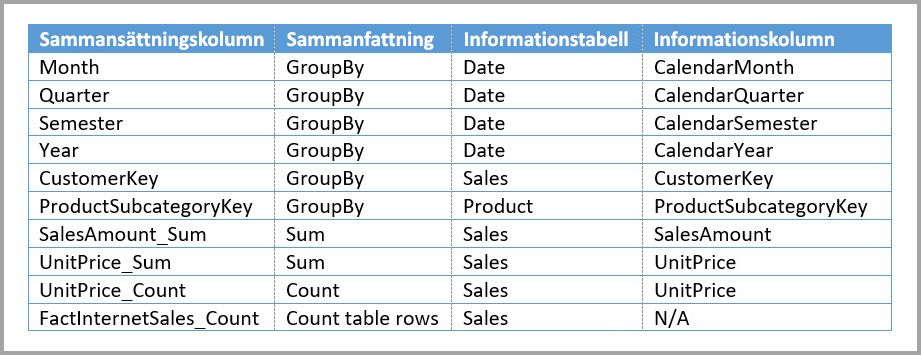 Sammansättningskolumn Sammanfattning Informationstabell Informationskolumn
Month GroupBy Date CalendarMonth
Quarter GroupBy Date CalendarQuarter
Semester GroupBy Date CalendarSemester
Year GroupBy Date CalendarYear
CustomerKey GroupBy Sales CustomerKey
ProductSubcategoryKey GroupBy Product ProductSubcategoryKey
SalesAmount_Sum Sum Sales SalesAmount
UnitPrice_Sum Sum Sales UnitPrice
UnitPrice_Count Count Sales UnitPrice
FactInternetSales_Count Count table rows Sales N/A